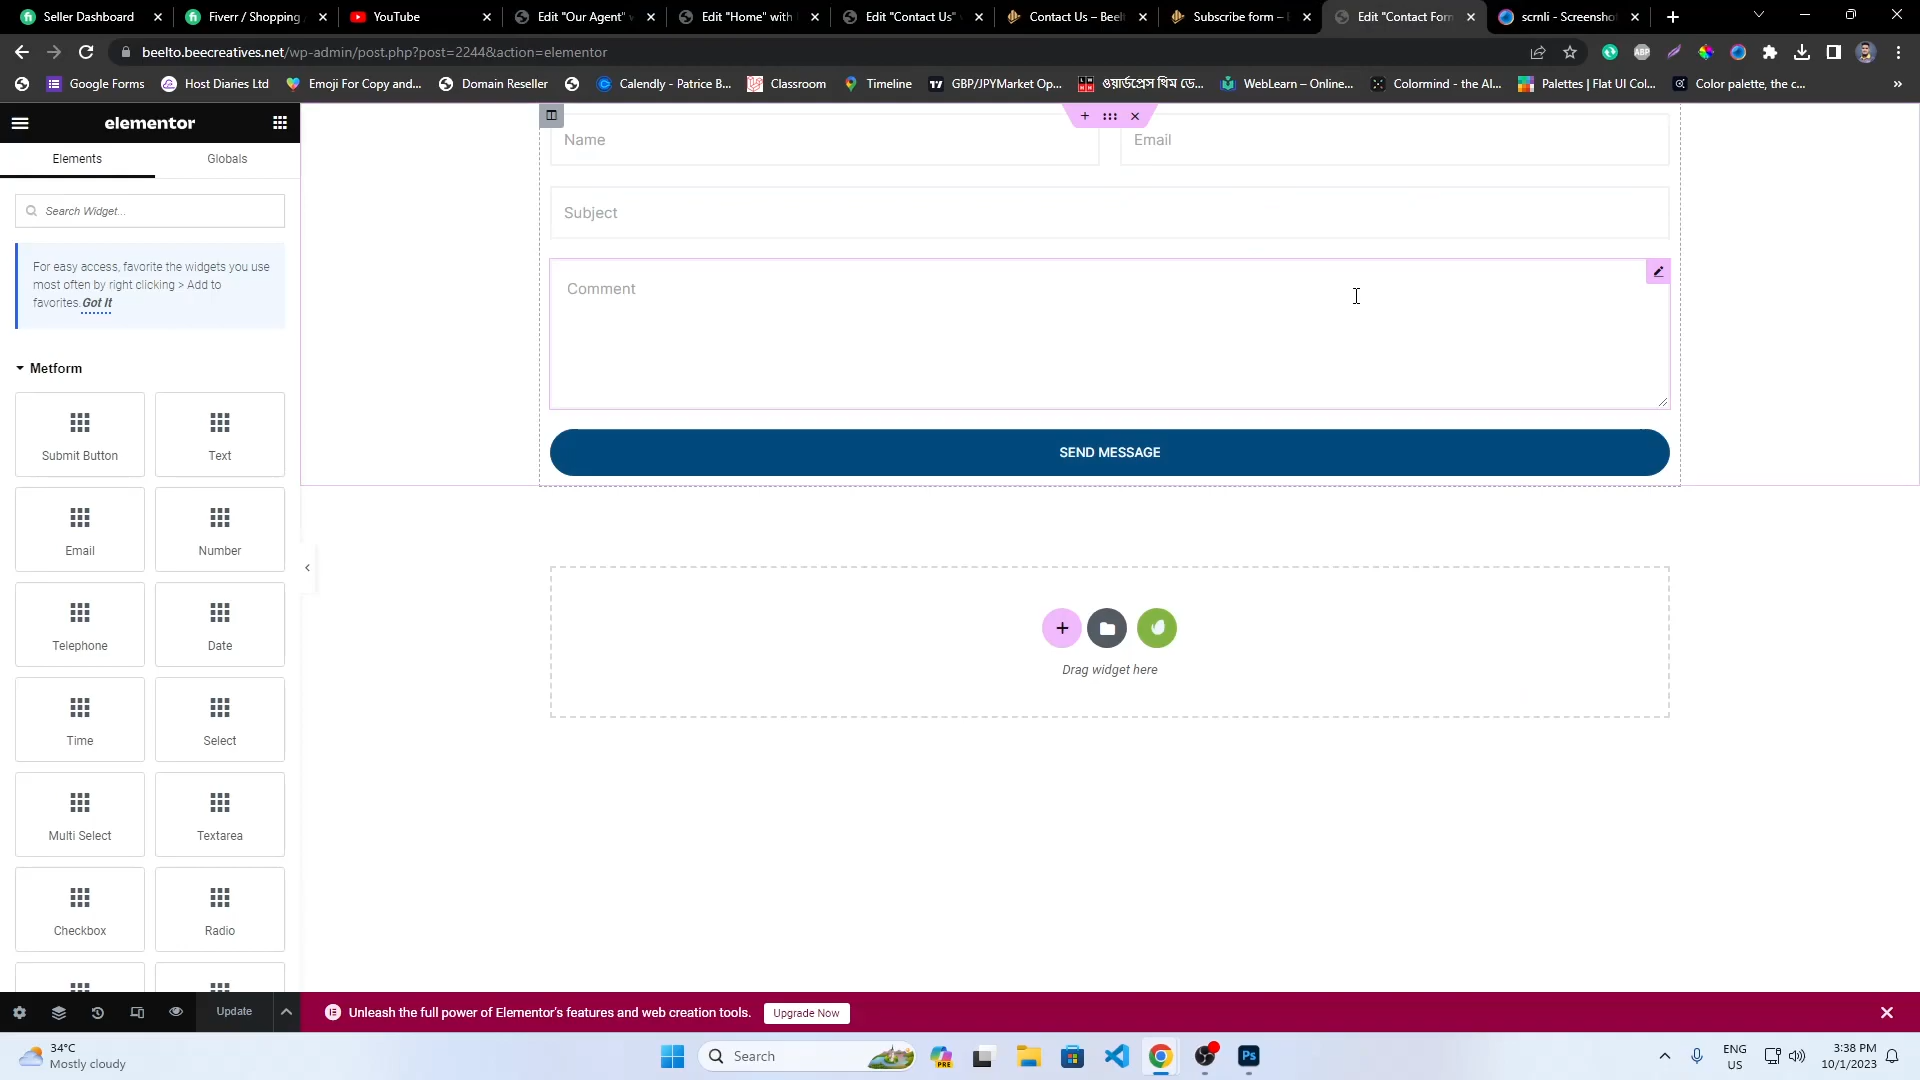 Seller Dashboard
Fiverr / Shopping
YouTube
Edit "Our Agent"
Edit "Home" with
Edit "Contact Us"
Contact Us – Beel
Subscribe form –
Edit "Contact Form
scrnli - Screensho
beelto.beecreatives.net/wp-admin/post.php?post=2244&action=elementor
ABP
Google Forms
Host Diaries Ltd
Emoji For Copy and...
Domain Reseller
Calendly - Patrice B...
Classroom
Timeline
GBP/JPYMarket Op...
ওয়ার্ডপ্রেস থিম ডে...
WebLearn – Online...
Colormind - the AI...
Palettes | Flat UI Col...
Color palette, the c...
»
elementor
Elements
Globals
Search Widget...
For easy access, favorite the widgets you use
most often by right clicking > Add to
favorites. Got It
Metform
Submit Button
Text
Email
Number
Telephone
Date
Time
Select
Multi Select
Textarea
Checkbox
Radio
Update
Name
Email
Subject
Comment
SEND MESSAGE
Drag widget here
Unleash the full power of Elementor's features and web creation tools.
Upgrade Now
34°C
Mostly cloudy
Search
PRE
Ps
ENG
US
3:38 PM
10/1/2023